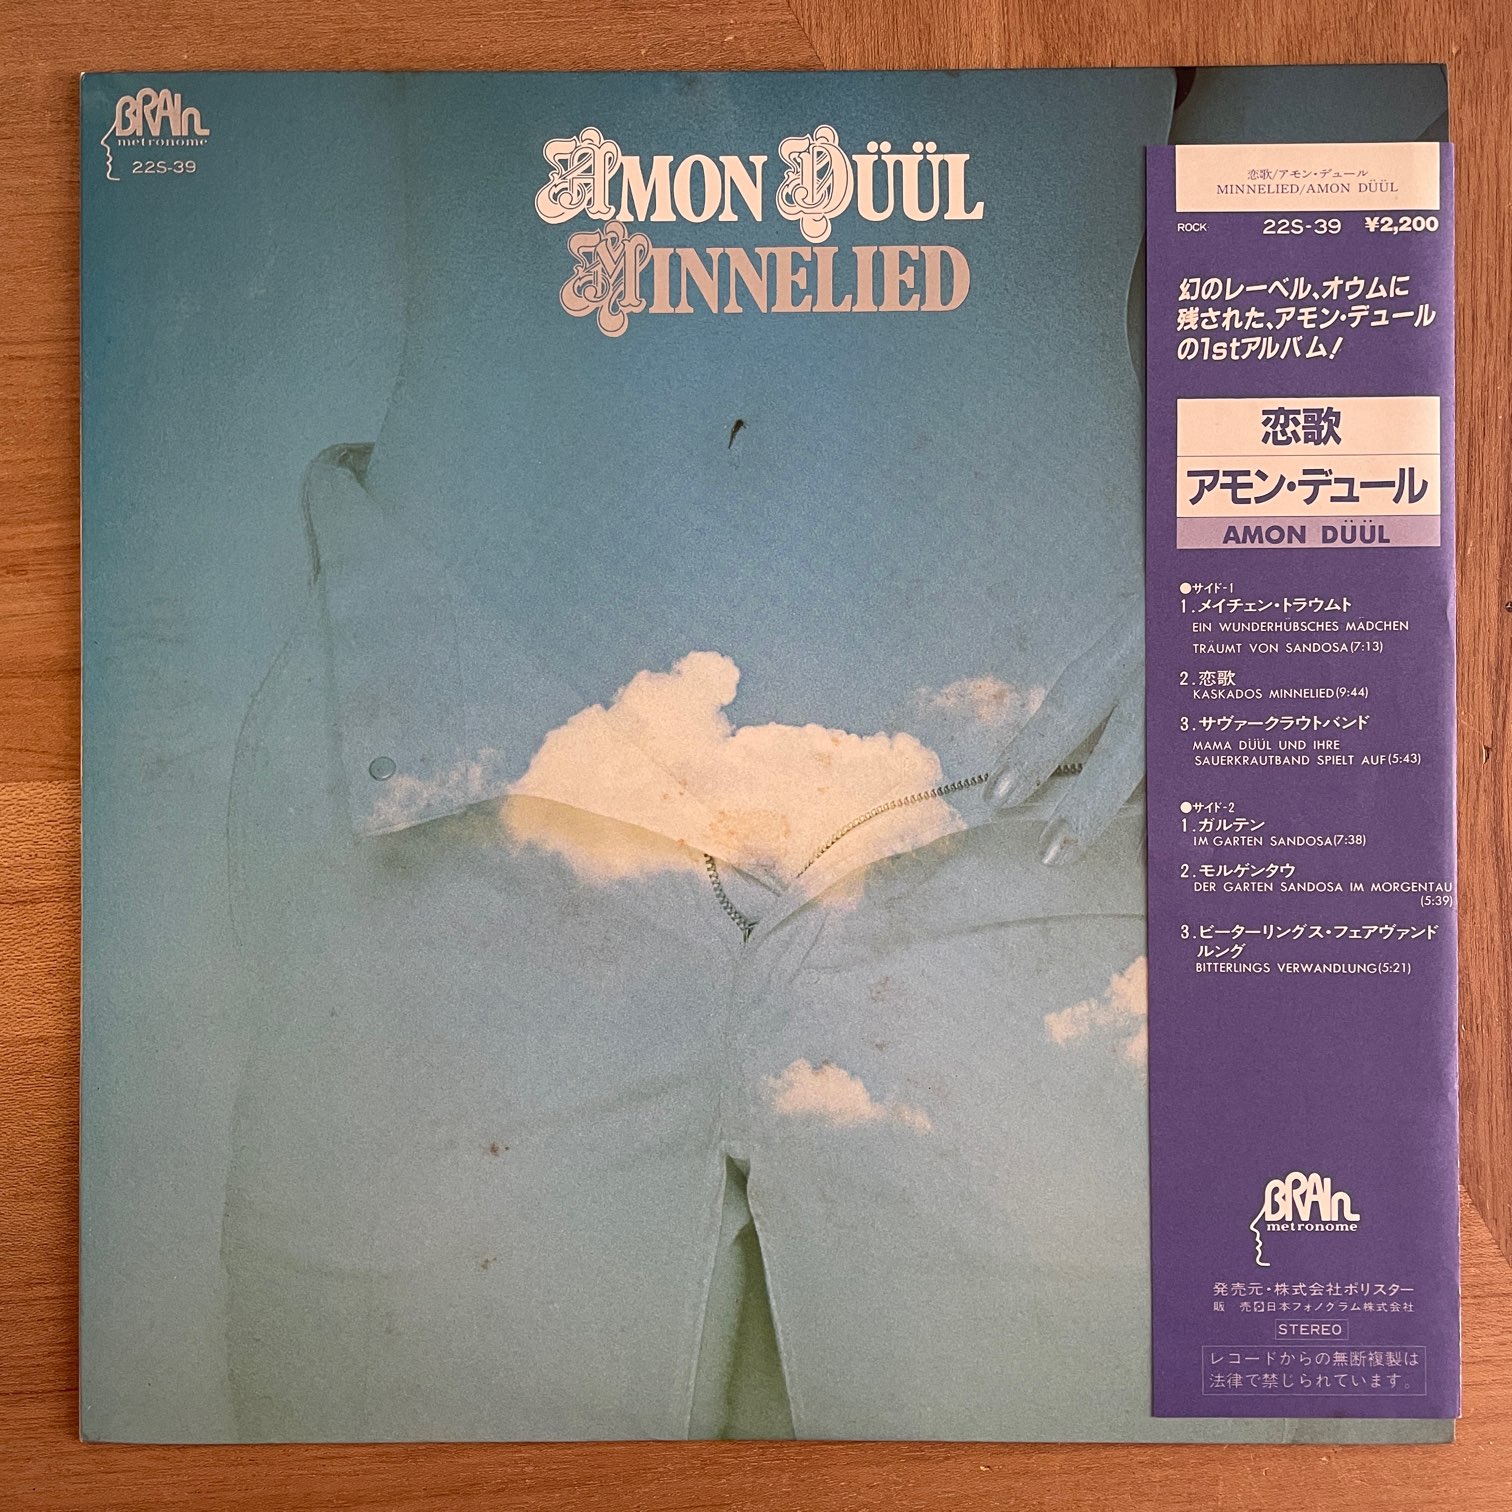 BRAIN
metronome
22S-39
AMON DÜÜL
MINNELIED
恋歌/アモン・デュール
MINNELIED/AMON DÜÜL
ROCK 22S-39 ¥2,200
幻のレーベル、オウムに
残された、アモン・デュール
の1stアルバム!
恋歌
アモン・デュール
AMON DÜÜL
●サイド-1
1.メイチェン・トラウムト
EIN WUNDERHÜBSCHES MÄDCHEN
TRÄUMT VON SANDOSA(7:13)
2.恋歌
KASKADOS MINNELIED(9:44)
3.サヴァークラウトバンド
MAMA DÜÜL UND IHRE
SAUERKRAUTBAND SPIELT AUF(5:43)
●サイド-2
1.ガルテン
IM GARTEN SANDOSA(7:38)
2.モルゲンタウ
DER GARTEN SANDOSA IM MORGENTAU
(5:39)
3.ビーターリングス・フェアヴァンド
ルング
BITTERLINGS VERWANDLUNG(5:21)
BRAIN
metronome
発売元・株式会社ポリスター
販 売 日本フォノグラム株式会社
STEREO
レコードからの無断複製は
法律で禁じられています。